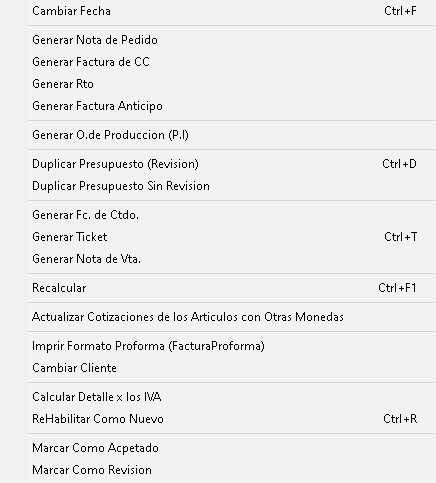 Cambiar Fecha Ctrl+F
Generar Nota de Pedido
Generar Factura de CC
Generar Rto
Generar Factura Anticipo
Generar O.de Produccion (P.I)
Duplicar Presupuesto (Revision) Ctrl+D
Duplicar Presupuesto Sin Revision
Generar Fc. de Ctdo.
Generar Ticket Ctrl+T
Generar Nota de Vta.
Recalcular Ctrl+F1
Actualizar Cotizaciones de los Articulos con Otras Monedas
Imprir Formato Proforma (FacturaProforma)
Cambiar Cliente
Calcular Detalle x los IVA
ReHabilitar Como Nuevo Ctrl+R
Marcar Como Acpetado
Marcar Como Revision